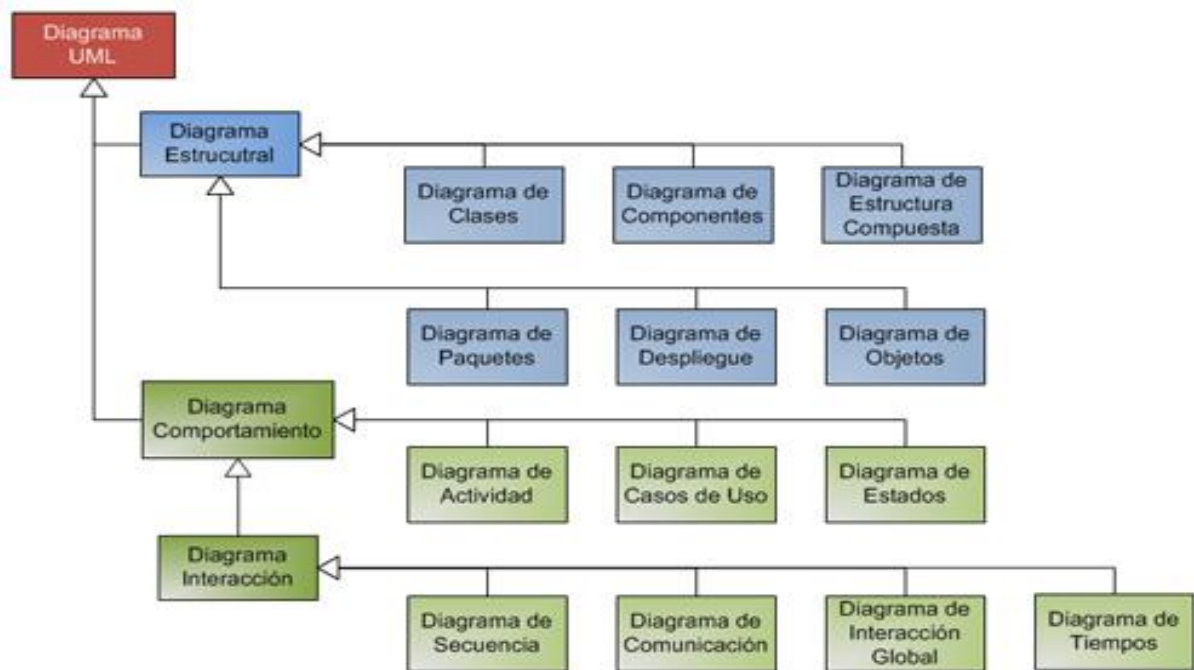 Diagrama
UML
Diagrama
Estrucutral
Diagrama de
Clases
Diagrama de
Componentes
Diagrama de
Estructura
Compuesta
Diagrama de
Paquetes
Diagrama de
Despliegue
Diagrama de
Objetos
Diagrama
Comportamiento
Diagrama de
Actividad
Diagrama de
Casos de Uso
Diagrama de
Estados
Diagrama
Interacción
Diagrama de
Secuencia
Diagrama de
Comunicación
Diagrama de
Interacción
Global
Diagrama de
Tiempos